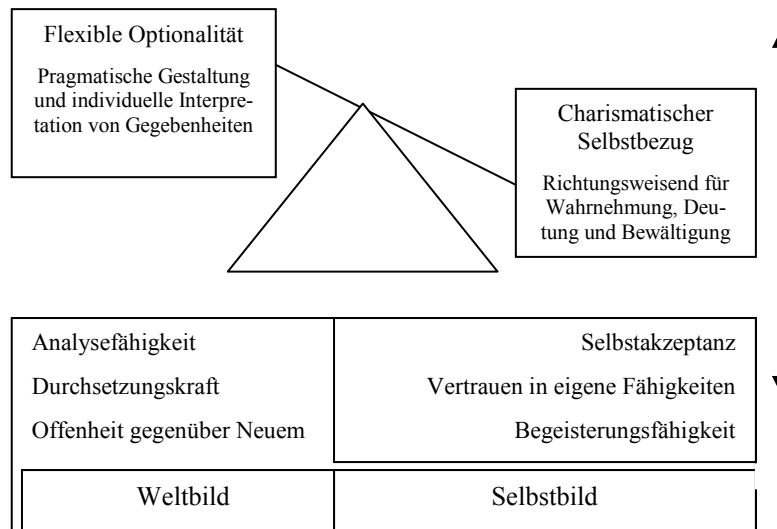 Flexible Optionalität
Pragmatische Gestaltung
und individuelle Interpre-
tation von Gegebenheiten
Charismatischer
Selbstbezug
Richtungsweisend für
Wahrnehmung, Deu-
tung und Bewältigung
Analysefähigkeit
Durchsetzungskraft
Offenheit gegenüber Neuem
Selbstakzeptanz
Vertrauen in eigene Fähigkeiten
Begeisterungsfähigkeit
Weltbild
Selbstbild